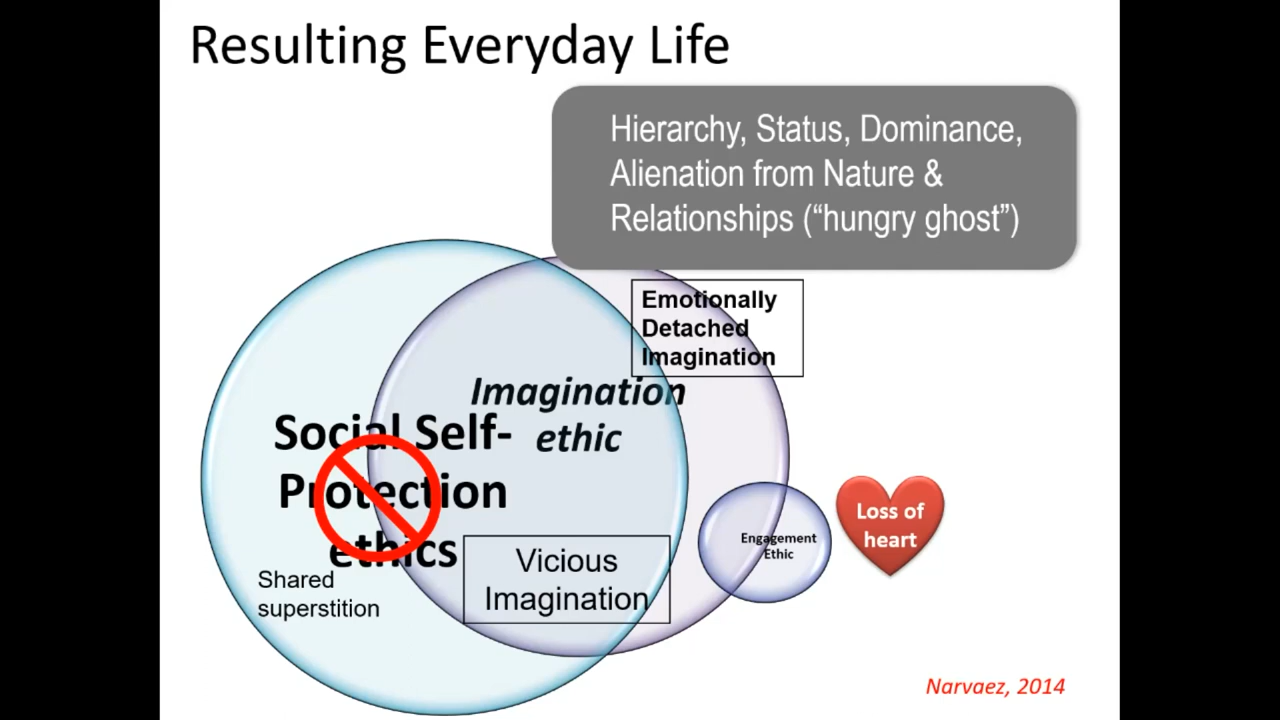 Resulting Everyday Life
Hierarchy, Status, Dominance,
Alienation from Nature &
Relationships (“hungry ghost”)
Emotionally
Detached
Imagination
Imagination
ethic
Social Self-
Protection
ethics
Vicious
Imagination
Shared
superstition
Engagement
Ethic
Loss of
heart
Narvaez, 2014